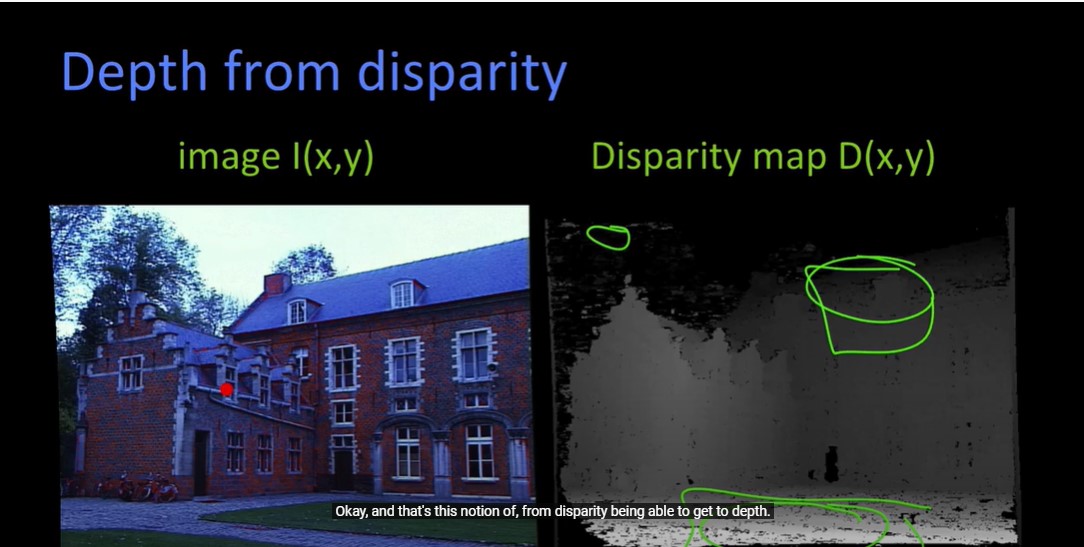 Depth from disparity
image I(x,y)
Disparity map D(x,y)
Okay, and that's this notion of, from disparity being able to get to depth.